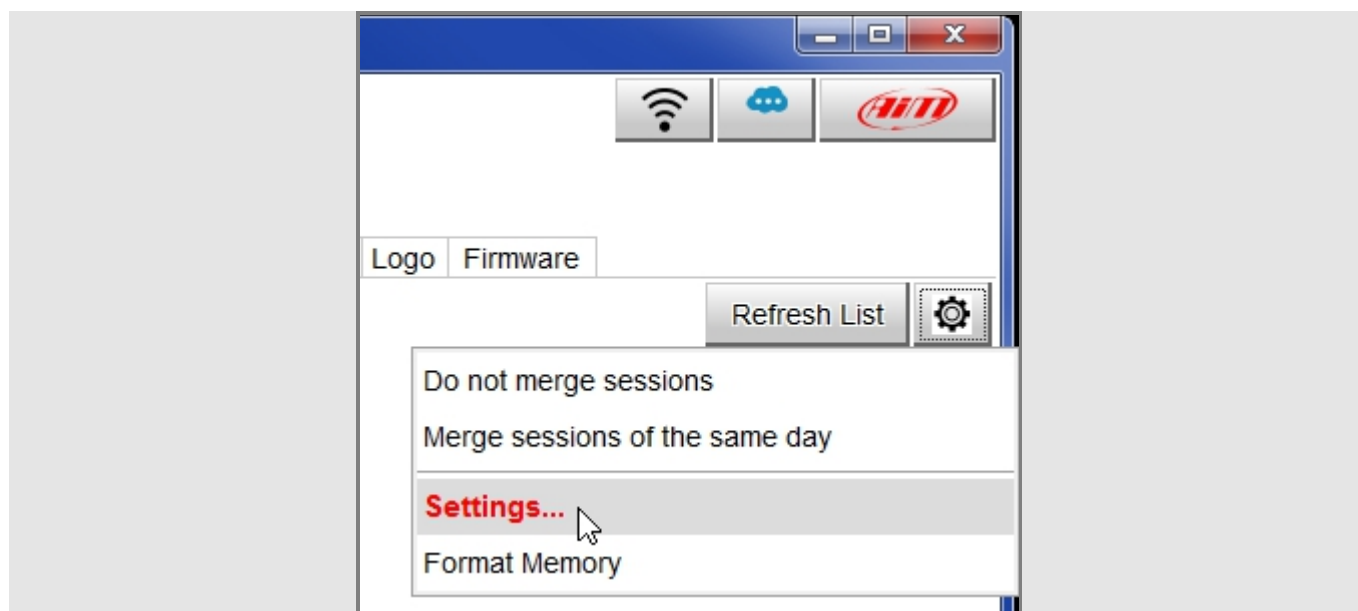 AiM
Logo Firmware
Refresh List
Do not merge sessions
Merge sessions of the same day
Settings...
Format Memory